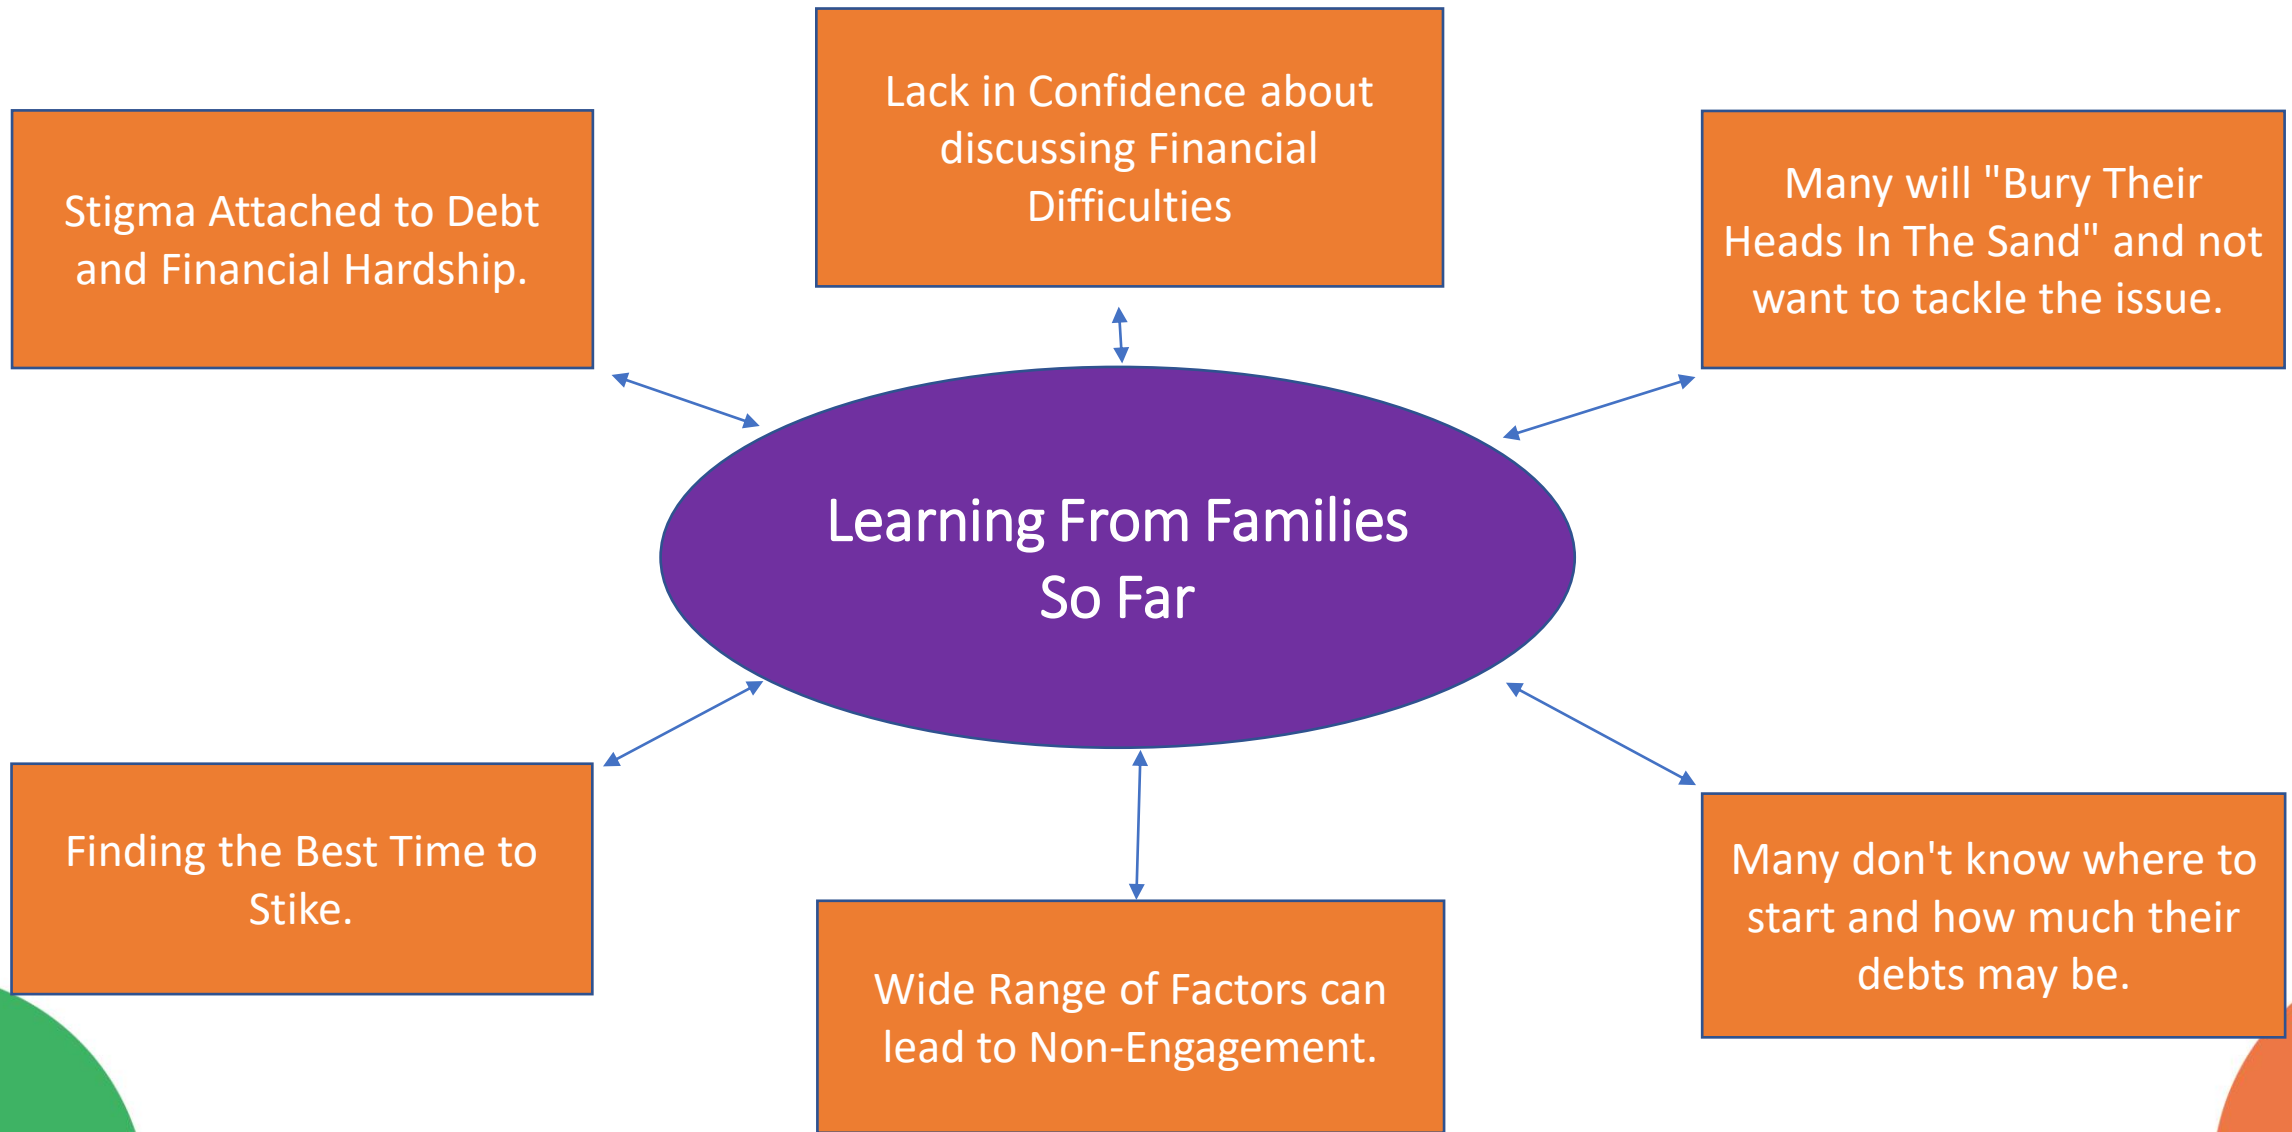 Lack in Confidence about
discussing Financial
Difficulties
Stigma Attached to Debt
and Financial Hardship.
Many will "Bury Their
Heads In The Sand" and not
want to tackle the issue.
Learning From Families
So Far
Finding the Best Time to
Stike.
Wide Range of Factors can
lead to Non-Engagement.
Many don't know where to
start and how much their
debts may be.